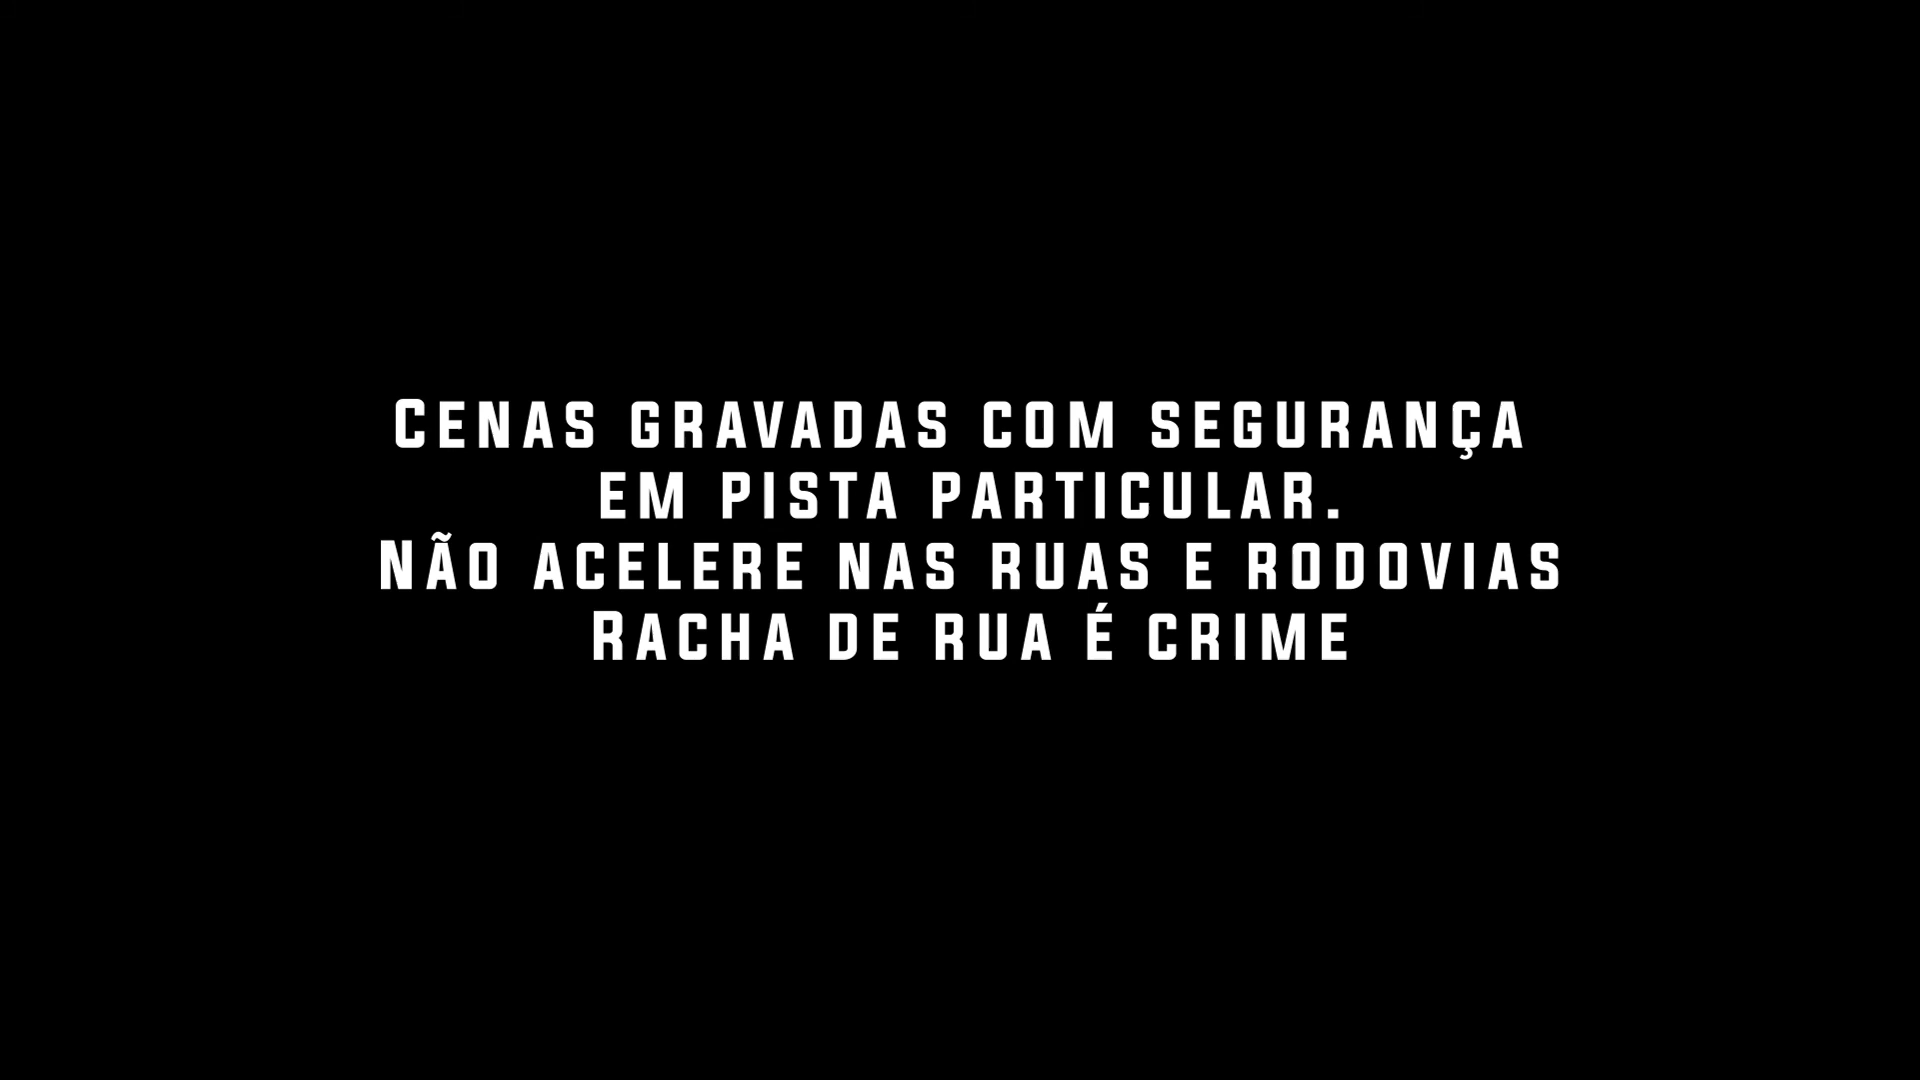 Cenas gravadas com segurança
em pista particular.
Não acelere nas ruas e rodovias
Racha de rua é crime